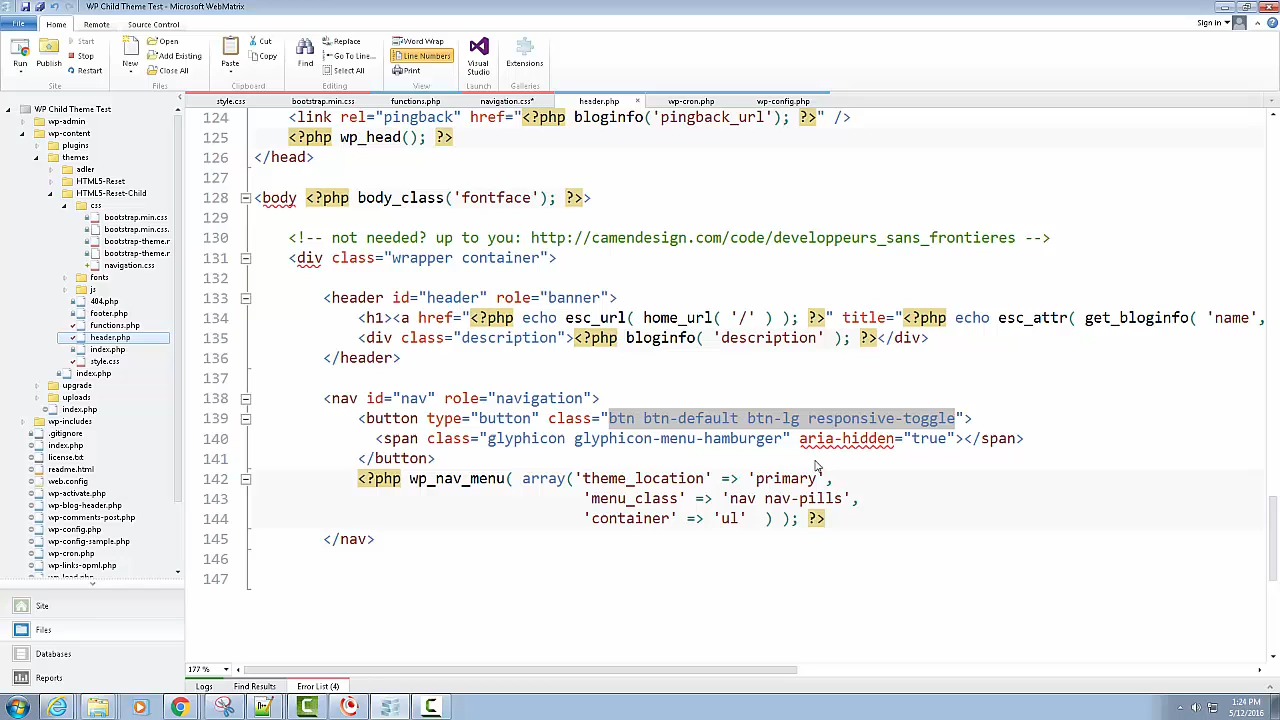 WP Child Theme Test - Microsoft WebMatrix
File Home Remote Source Control Sign in
Run Publish Start Stop Restart Site
New Open Add Existing Close All Files
Paste Cut Copy Clipboard
Find Replace Go To Line... Select All Editing
Word Wrap Line Numbers Print View
Visual Studio Launch
Extensions Galleries
style.css bootstrap.min.css functions.php navigation.css* header.php × wp-cron.php wp-config.php
WP Child Theme Test
wp-admin
wp-content
plugins
themes
adler
HTML5-Reset
HTML5-Reset-Child
css
bootstrap.min.css
bootstrap.min.css.
bootstrap-theme.r
bootstrap-theme.r
navigation.css
fonts
js
404.php
footer.php
functions.php
header.php
index.php
style.css
index.php
upgrade
uploads
index.php
wp-includes
.gitignore
index.php
license.txt
readme.html
web.config
wp-activate.php
wp-blog-header.php
wp-comments-post.php
wp-config.php
wp-config-sample.php
wp-cron.php
wp-links-opml.php
wp-load.php
Site
Files
Databases
Reports
124 <link rel="pingback" href="<?php bloginfo('pingback_url'); ?>" />
125 <?php wp_head(); ?>
126 </head>
127
128 <body <?php body_class('fontface'); ?>>
129
130 <!-- not needed? up to you: http://camendesign.com/code/developpeurs_sans_frontieres -->
131 <div class="wrapper container">
132
133 <header id="header" role="banner">
134 <h1><a href="<?php echo esc_url( home_url( '/' ) ); ?>" title="<?php echo esc_attr( get_bloginfo( 'name',
135 <div class="description"><?php bloginfo( 'description' ); ?></div>
136 </header>
137
138 <nav id="nav" role="navigation">
139 <button type="button" class="btn btn-default btn-lg responsive-toggle">
140 <span class="glyphicon glyphicon-menu-hamburger" aria-hidden="true"></span>
141 </button>
142 <?php wp_nav_menu( array('theme_location' => 'primary',
143 'menu_class' => 'nav nav-pills',
144 'container' => 'ul' ) ); ?>
145 </nav>
146
147
177 %
Logs Find Results Error List (4)
1:24 PM
5/12/2016